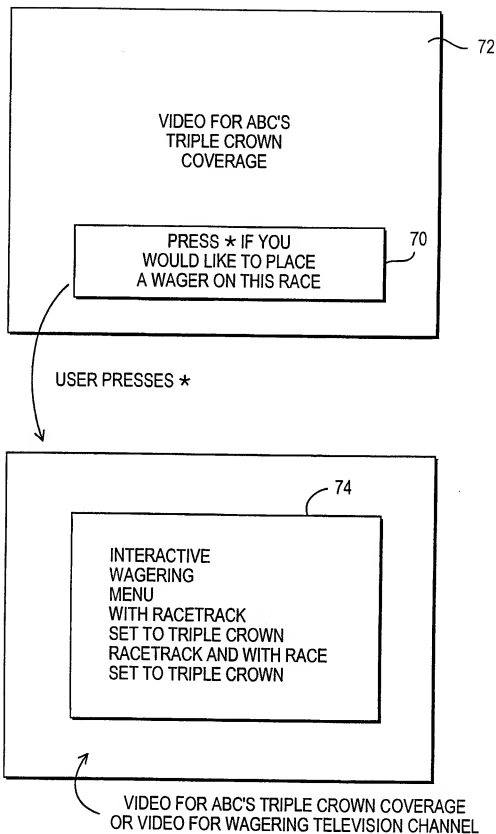 72
VIDEO FOR ABC'S
TRIPLE CROWN
COVERAGE
PRESS * IF YOU
WOULD LIKE TO PLACE
A WAGER ON THIS RACE
70
USER PRESSES *
74
INTERACTIVE
WAGERING
MENU
WITH RACETRACK
SET TO TRIPLE CROWN
RACETRACK AND WITH RACE
SET TO TRIPLE CROWN
VIDEO FOR ABC'S TRIPLE CROWN COVERAGE
OR VIDEO FOR WAGERING TELEVISION CHANNEL